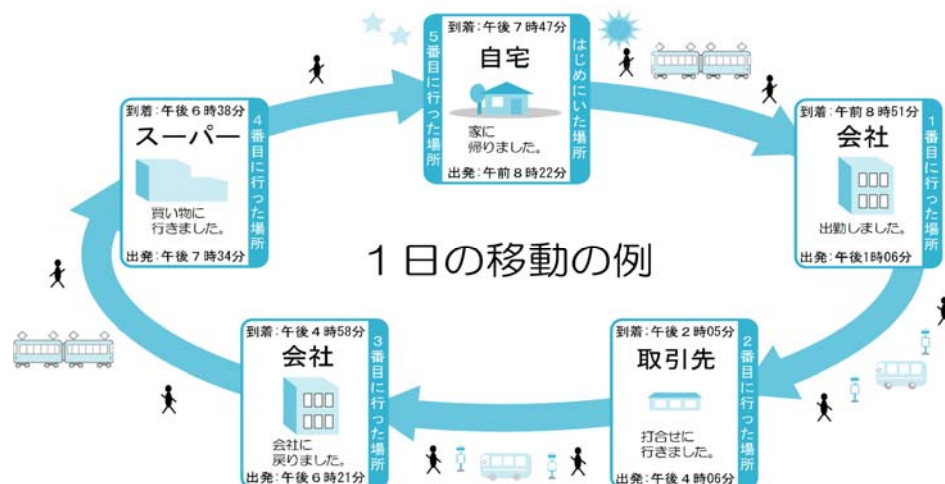 到着:午後7時47分
自宅
家に
帰りました。
出発:午前8時22分
5番目に行った場所
はじめにいた場所
到着:午前8時51分
会社
出勤しました。
出発:午後1時06分
1番目に行った場所
到着:午後2時05分
取引先
打合せに
行きました。
出発:午後4時06分
2番目に行った場所
到着:午後4時58分
会社
会社に
戻りました。
出発:午後6時21分
3番目に行った場所
到着:午後6時38分
スーパー
買い物に
行きました。
出発:午後7時34分
4番目に行った場所
1日の移動の例